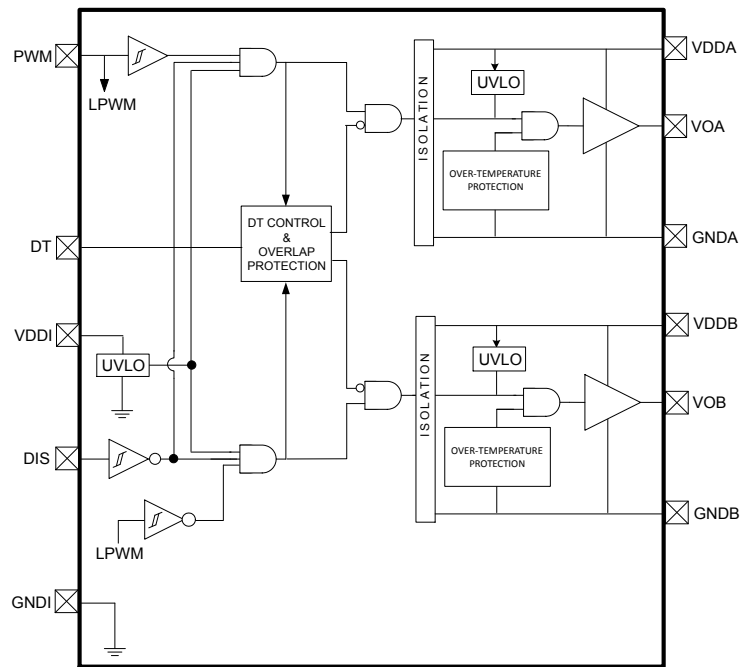 PWM
LPWM
DT
VDDI
UVLO
DIS
LPWM
GNDI
DT CONTROL
&
OVERLAP
PROTECTION
ISOLATION
UVLO
OVER-TEMPERATURE
PROTECTION
VDDA
VOA
GNDA
ISOLATION
UVLO
OVER-TEMPERATURE
PROTECTION
VDDB
VOB
GNDB